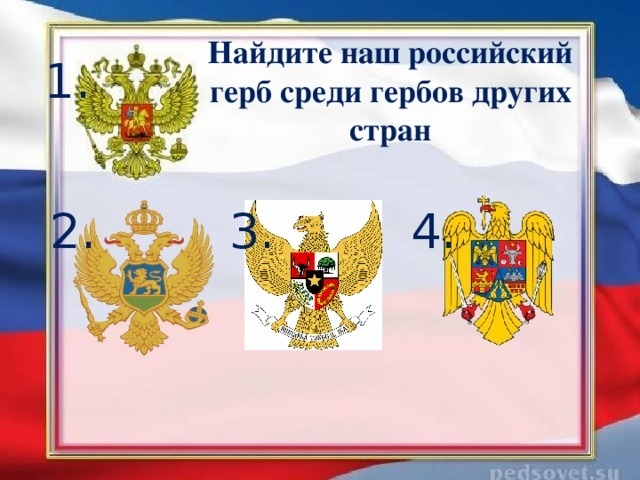 Найдите наш российский
герб среди гербов других
стран
1.
2. 3. 4.
pedsovet.su